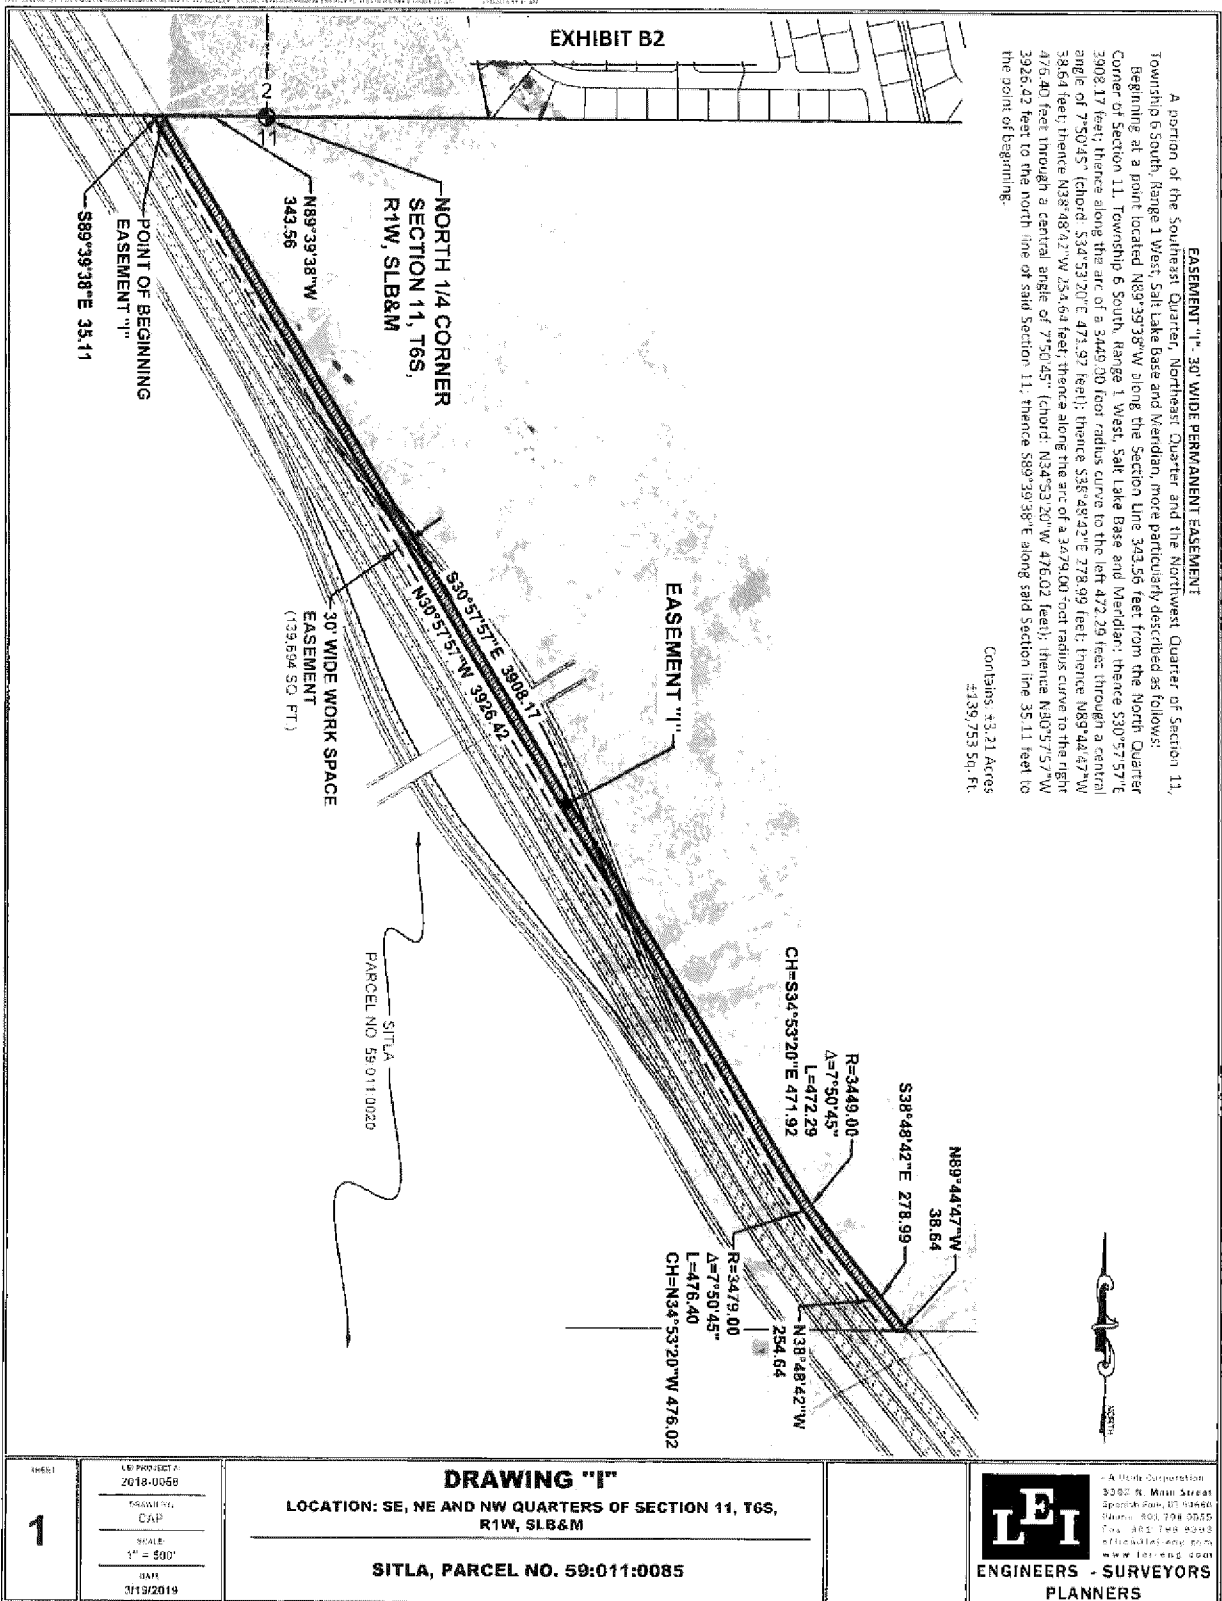 EXHIBIT B2
EASEMENT "I"- 30' WIDE PERMANENT EASEMENT
A portion of the Southeast Quarter, Northeast Quarter and the Northwest Quarter of Section 11,
Township 6 South, Range 1 West, Salt Lake Base and Meridian, more particularly described as follows:
Beginning at a point located N89°39'38"W along the Section Line 343.56 feet from the North Quarter
Corner of Section 11, Township 6 South, Range 1 West, Salt Lake Base and Meridian; thence S30°57'57"E
3908.17 feet; thence along the arc of a 3449.00 foot radius curve to the left 472.29 feet through a central
angle of 7°50'45" (chord: S34°53'20"E 471.92 feet); thence S38°48'42"E 278.99 feet; thence N89°44'47"W
38.64 feet; thence N38°48'42"W 254.64 feet; thence along the arc of a 3479.00 foot radius curve to the right
476.40 feet through a central angle of 7°50'45" (chord: N34°53'20"W 476.02 feet); thence N30°57'57"W
3926.42 feet to the north line of said Section 11; thence S89°39'38"E along said Section line 35.11 feet to
the point of beginning.
Contains: ±3.21 Acres
±139,753 Sq. Ft.
2
11
NORTH 1/4 CORNER
SECTION 11, T6S,
R1W, SLB&M
N89°39'38"W
343.56
POINT OF BEGINNING
EASEMENT "I"
S89°39'38"E 35.11
EASEMENT "I"
S30°57'57"E 3908.17
N30°57'57"W 3926.42
30' WIDE WORK SPACE
EASEMENT
(139,694 SQ. FT.)
SITLA
PARCEL NO. 59:011:0020
R=3449.00
Δ=7°50'45"
L=472.29
CH=S34°53'20"E 471.92
S38°48'42"E 278.99
N89°44'47"W
38.64
R=3479.00
Δ=7°50'45"
L=476.40
CH=N34°53'20"W 476.02
N38°48'42"W
254.64
NORTH
SHEET
1
LEI PROJECT #:
2018-0058
DRAWN BY:
CAP
SCALE:
1" = 500'
DATE:
3/19/2019
DRAWING "I"
LOCATION: SE, NE AND NW QUARTERS OF SECTION 11, T6S,
R1W, SLB&M
SITLA, PARCEL NO. 59:011:0085
LEI
- A Utah Corporation -
3302 N. Main Street
Spanish Fork, UT 84660
www.lei-eng.com
ENGINEERS - SURVEYORS
PLANNERS